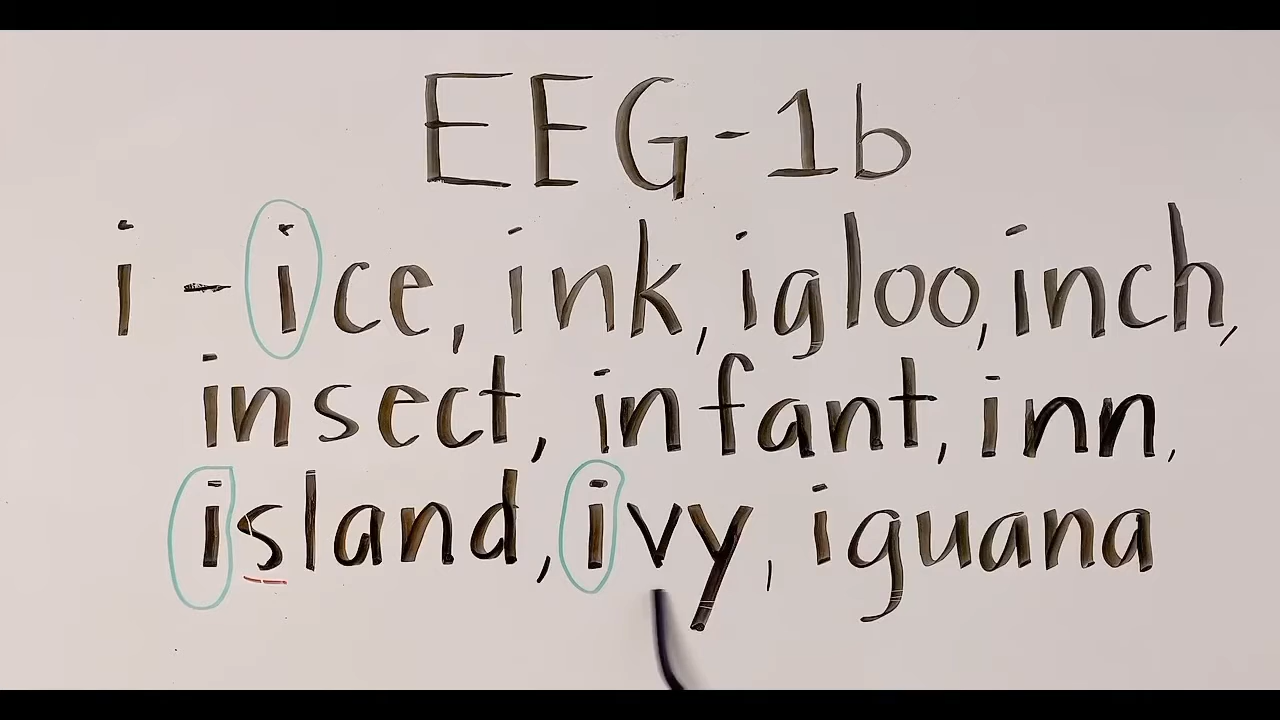 EEG-1b
i - ice, ink, igloo, inch,
insect, infant, inn,
island, ivy, iguana